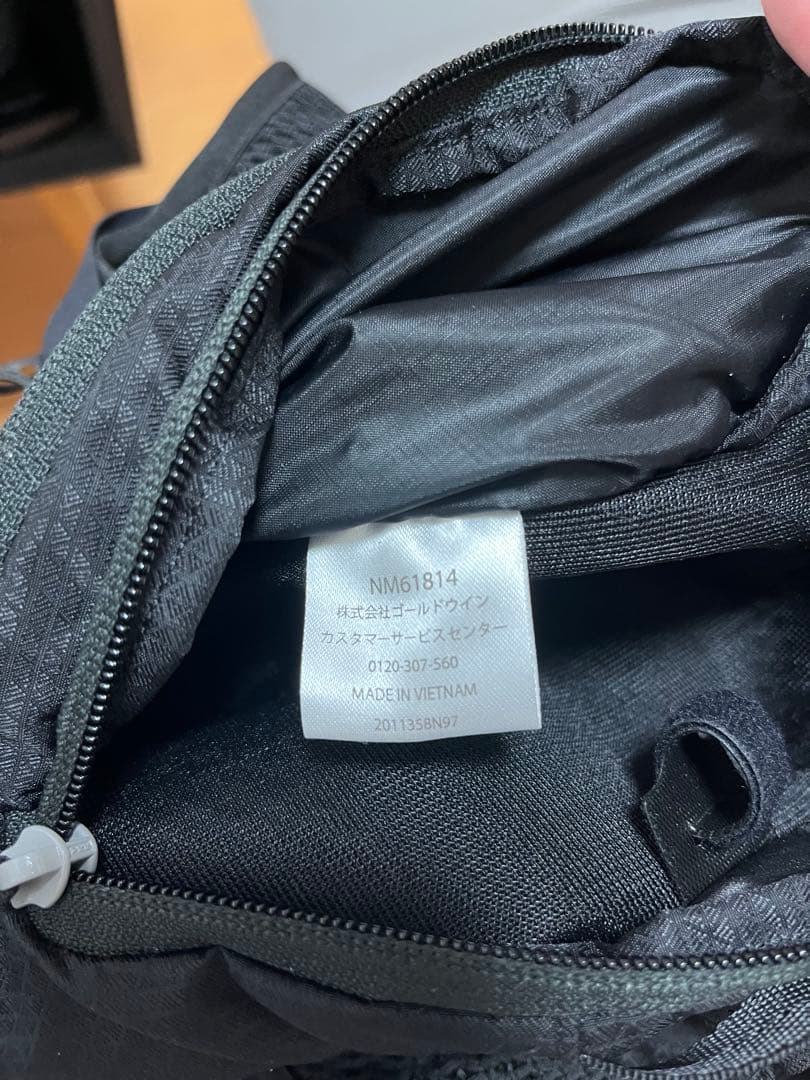 NM61814
株式会社ゴールドウイン
カスタマーサービスセンター
0120-307-560
MADE IN VIETNAM
2011358N97